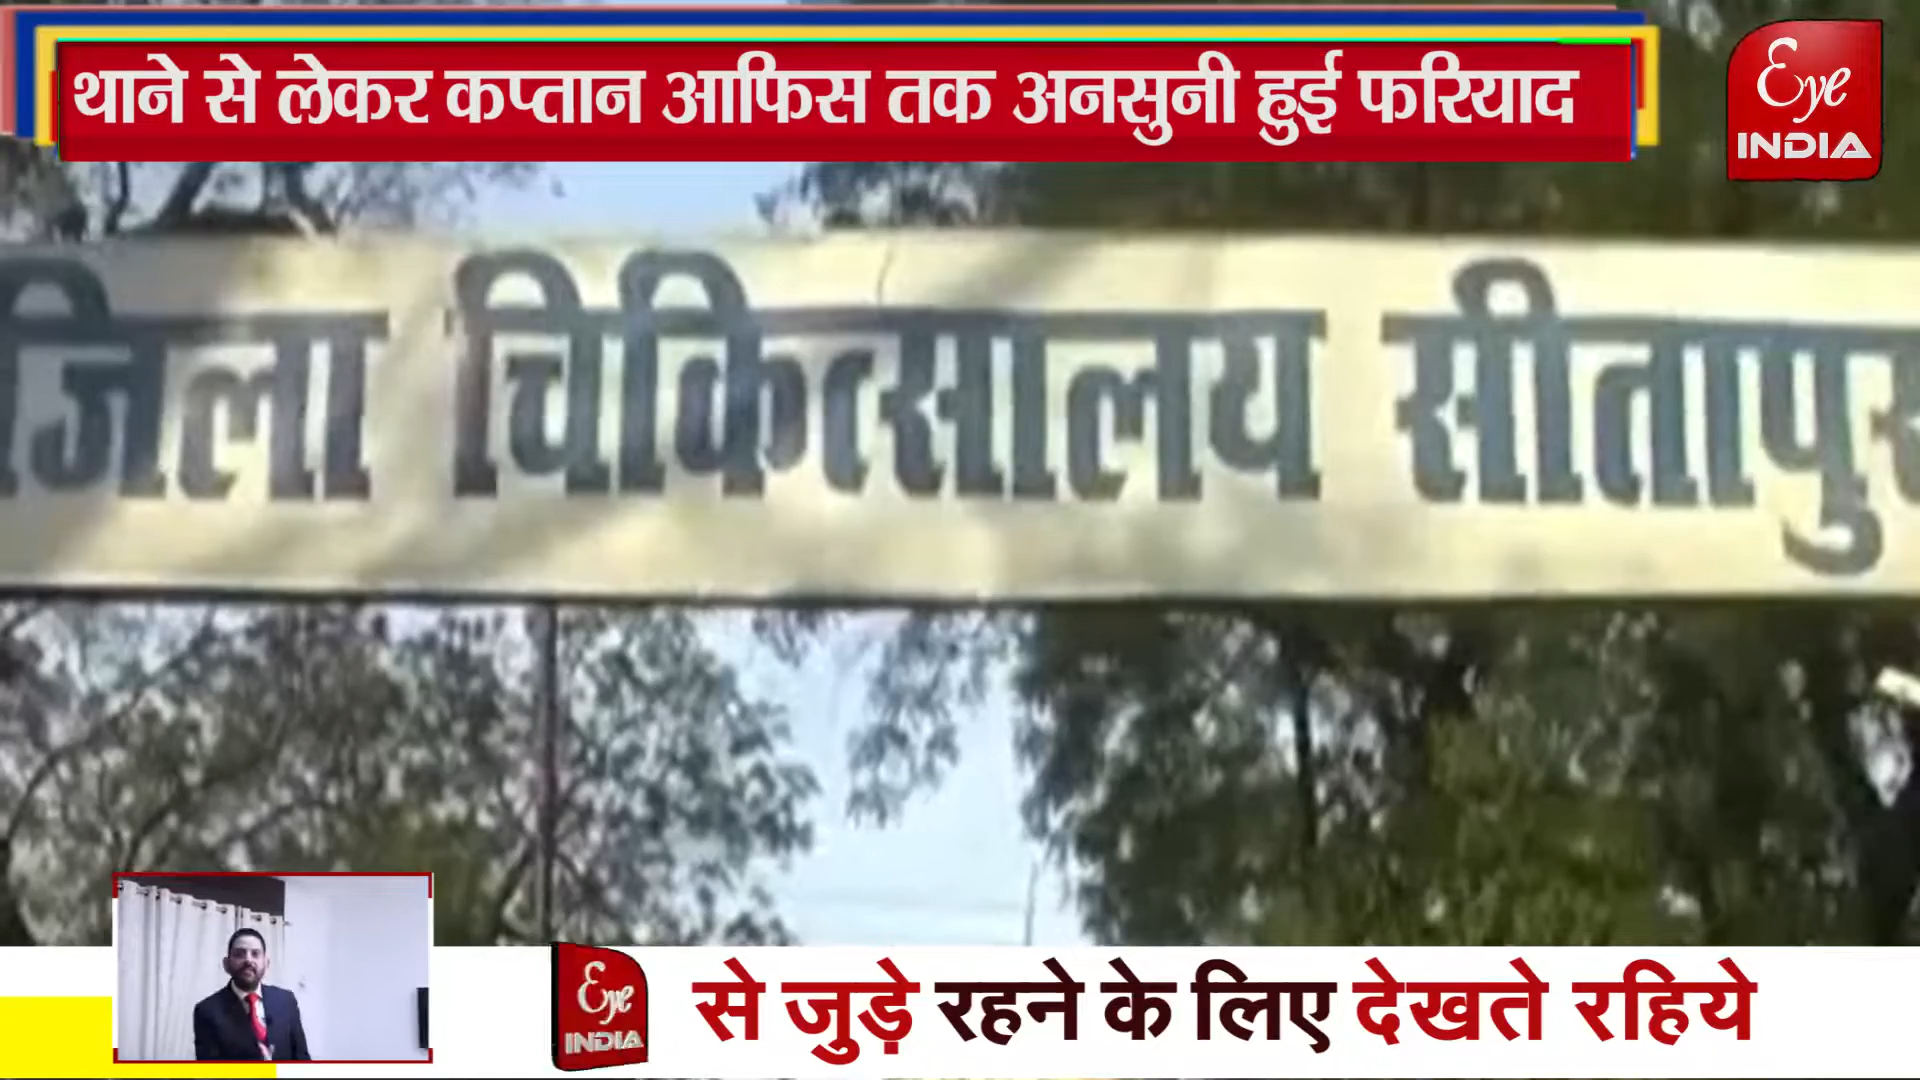 थाने से लेकर कप्तान आफिस तक अनसुनी हुई फरियाद
Eye
INDIA
जिला चिकित्सालय सीतापुर
Eye
INDIA
से जुड़े रहने के लिए देखते रहिये